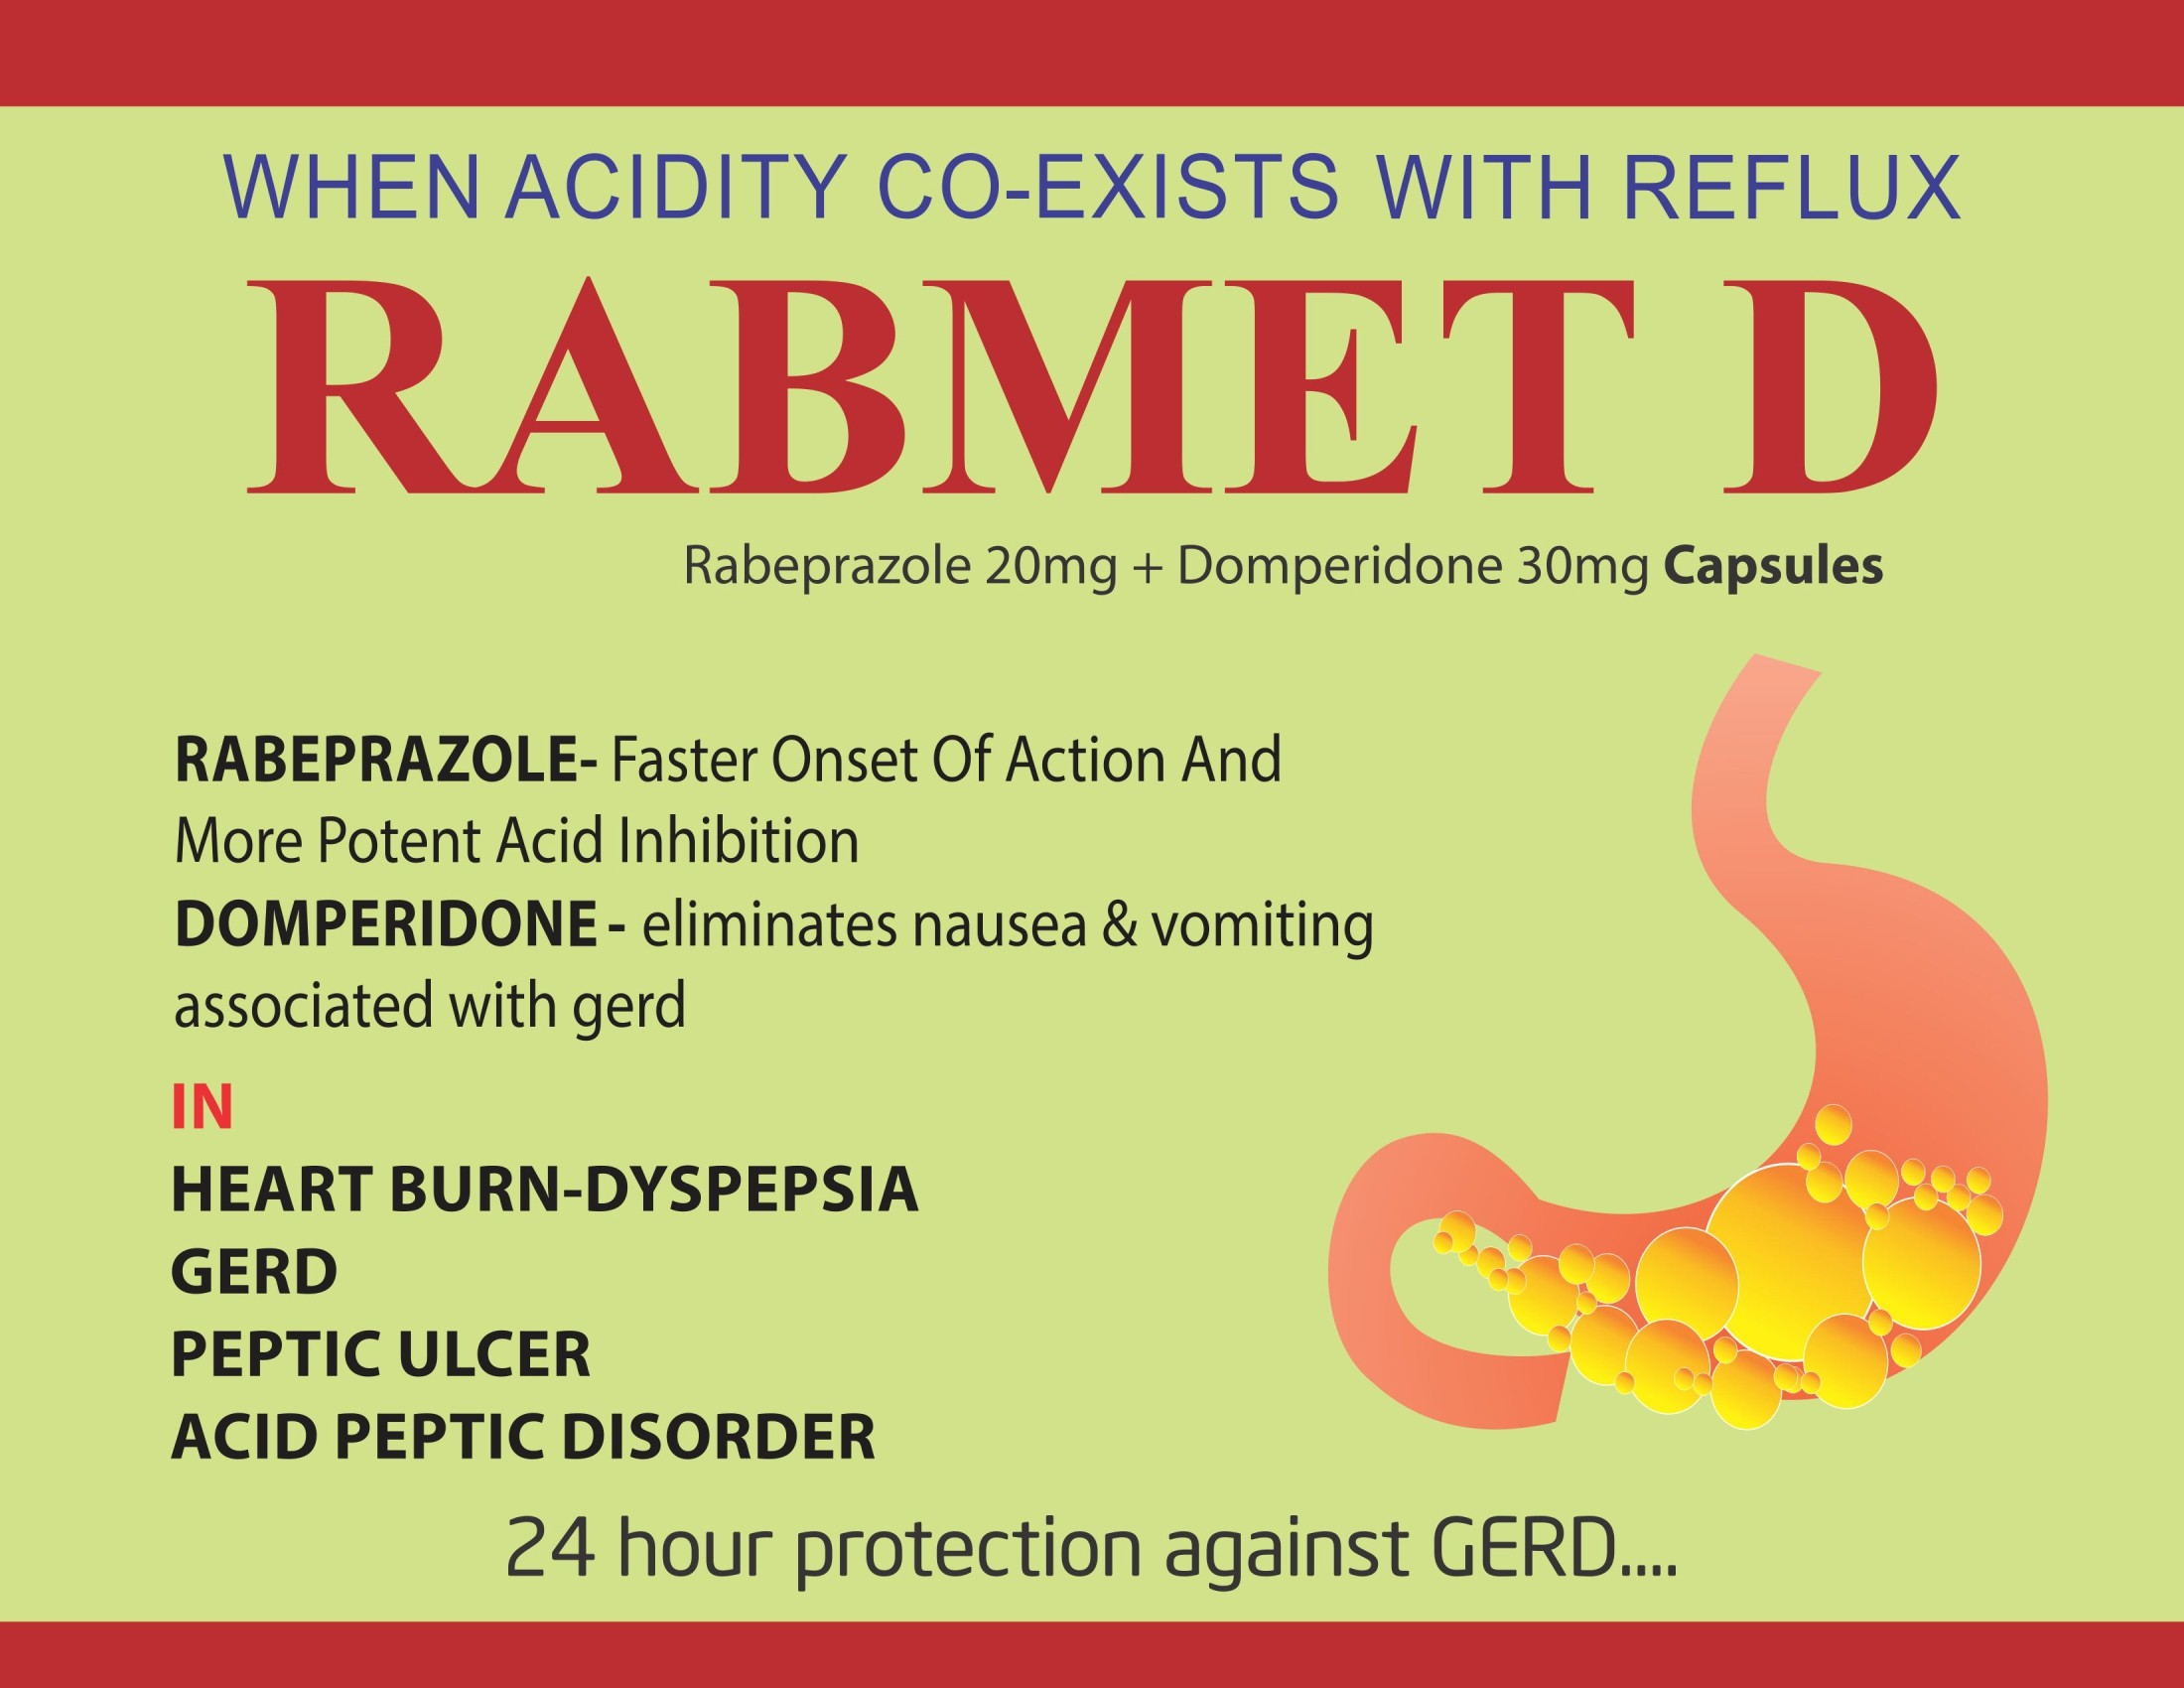 WHEN ACIDITY CO-EXISTS WITH REFLUX
RABMET D
Rabeprazole 20mg + Domperidone 30mg Capsules
RABEPRAZOLE- Faster Onset Of Action And
More Potent Acid Inhibition
DOMPERIDONE - eliminates nausea & vomiting
associated with gerd
IN
HEART BURN-DYSPEPSIA
GERD
PEPTIC ULCER
ACID PEPTIC DISORDER
24 hour protection against GERD....